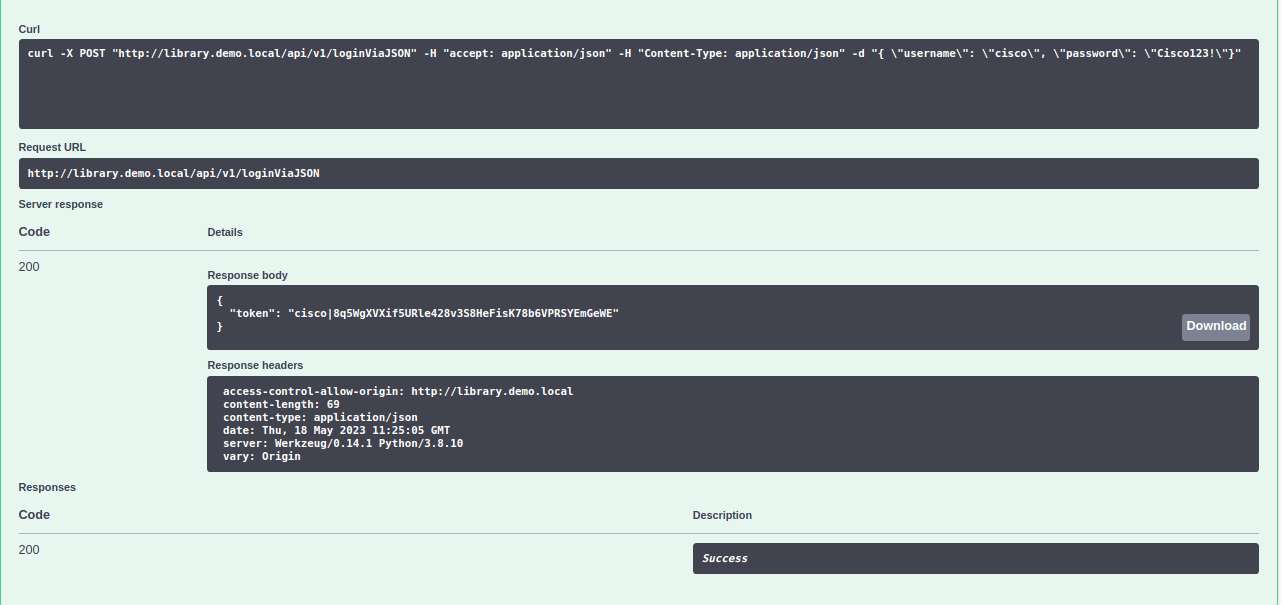 Curl
curl -X POST "http://library.demo.local/api/v1/loginViaJSON" -H "accept: application/json" -H "Content-Type: application/json" -d "{ \"username\": \"cisco\", \"password\": \"Cisco123!\"}"
Request URL
http://library.demo.local/api/v1/loginViaJSON
Server response
Code Details
200
Response body
{
  "token": "cisco|8q5WgXVXif5URle428v3S8HeFisK78b6VPRSYEmGeWE"
}
Download
Response headers
access-control-allow-origin: http://library.demo.local
content-length: 69
content-type: application/json
date: Thu, 18 May 2023 11:25:05 GMT
server: Werkzeug/0.14.1 Python/3.8.10
vary: Origin
Responses
Code Description
200 Success